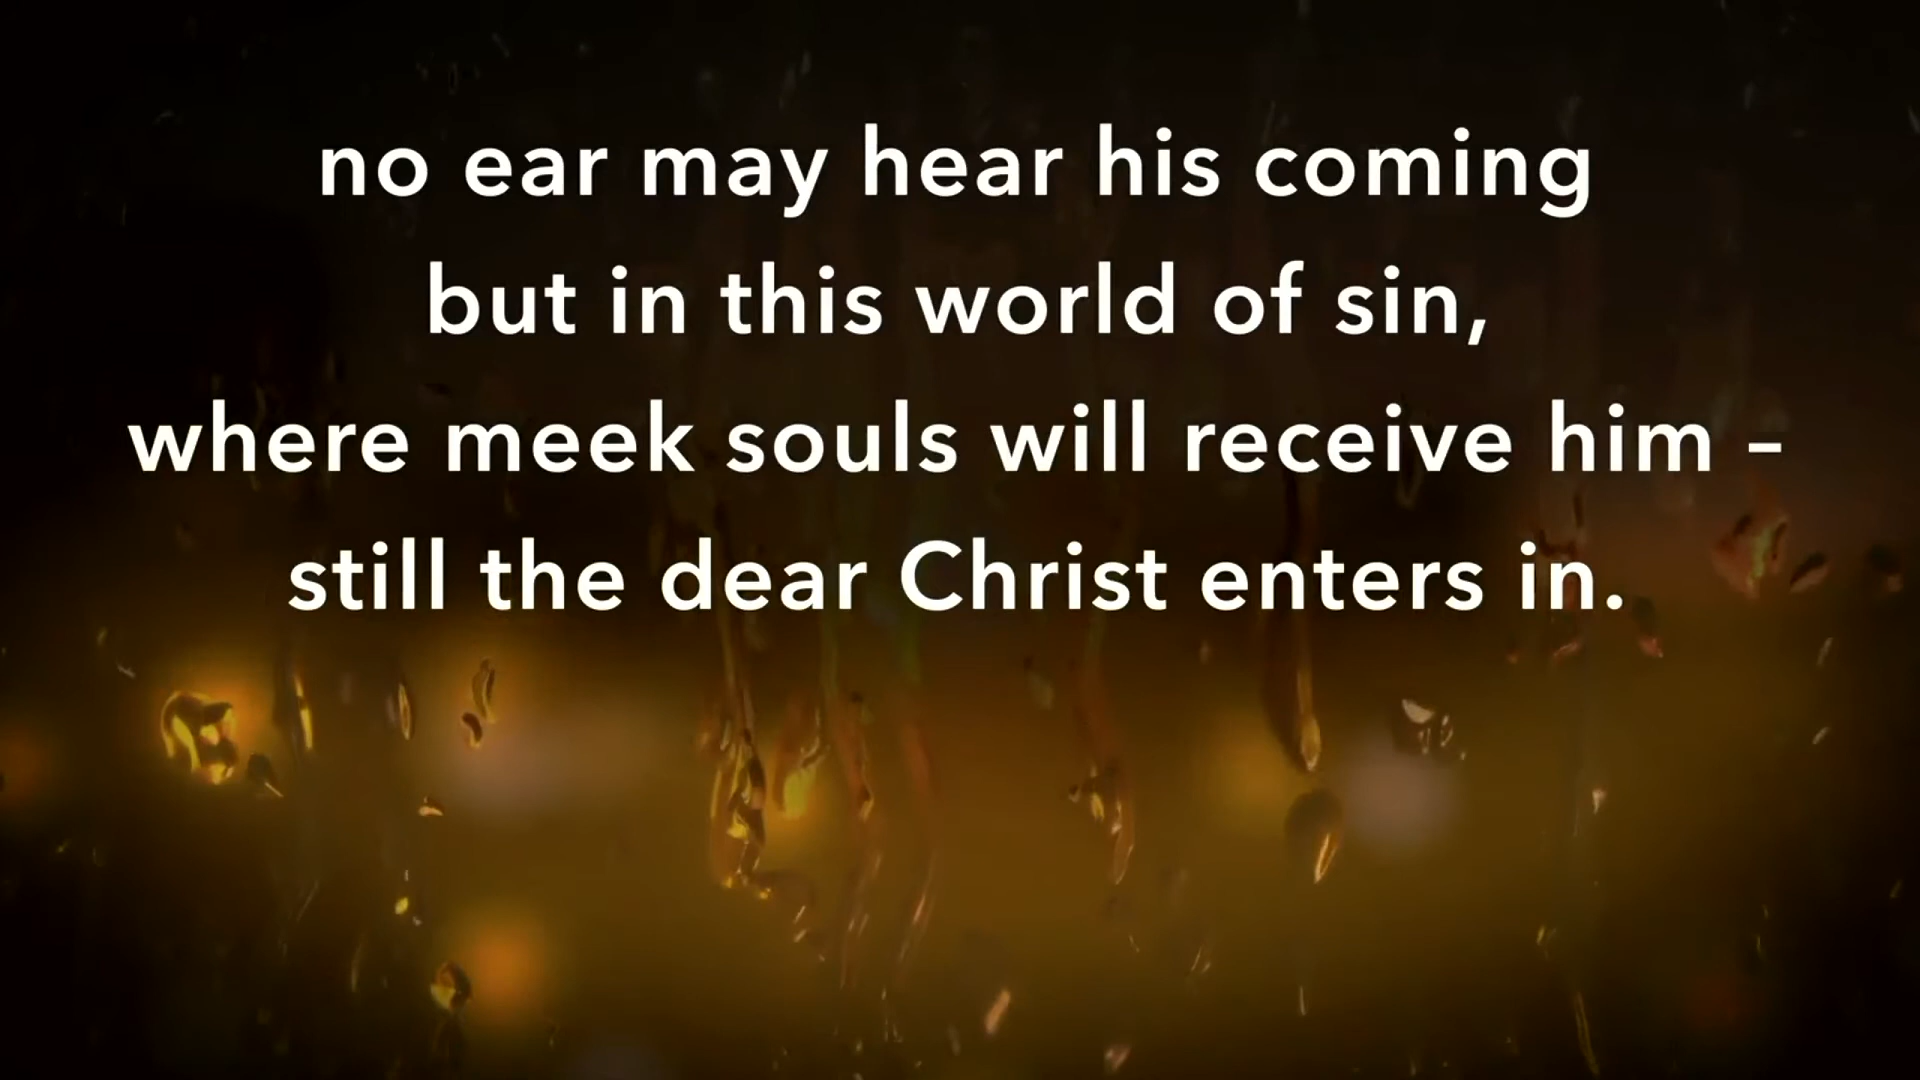 no ear may hear his coming
but in this world of sin,
where meek souls will receive him –
still the dear Christ enters in.